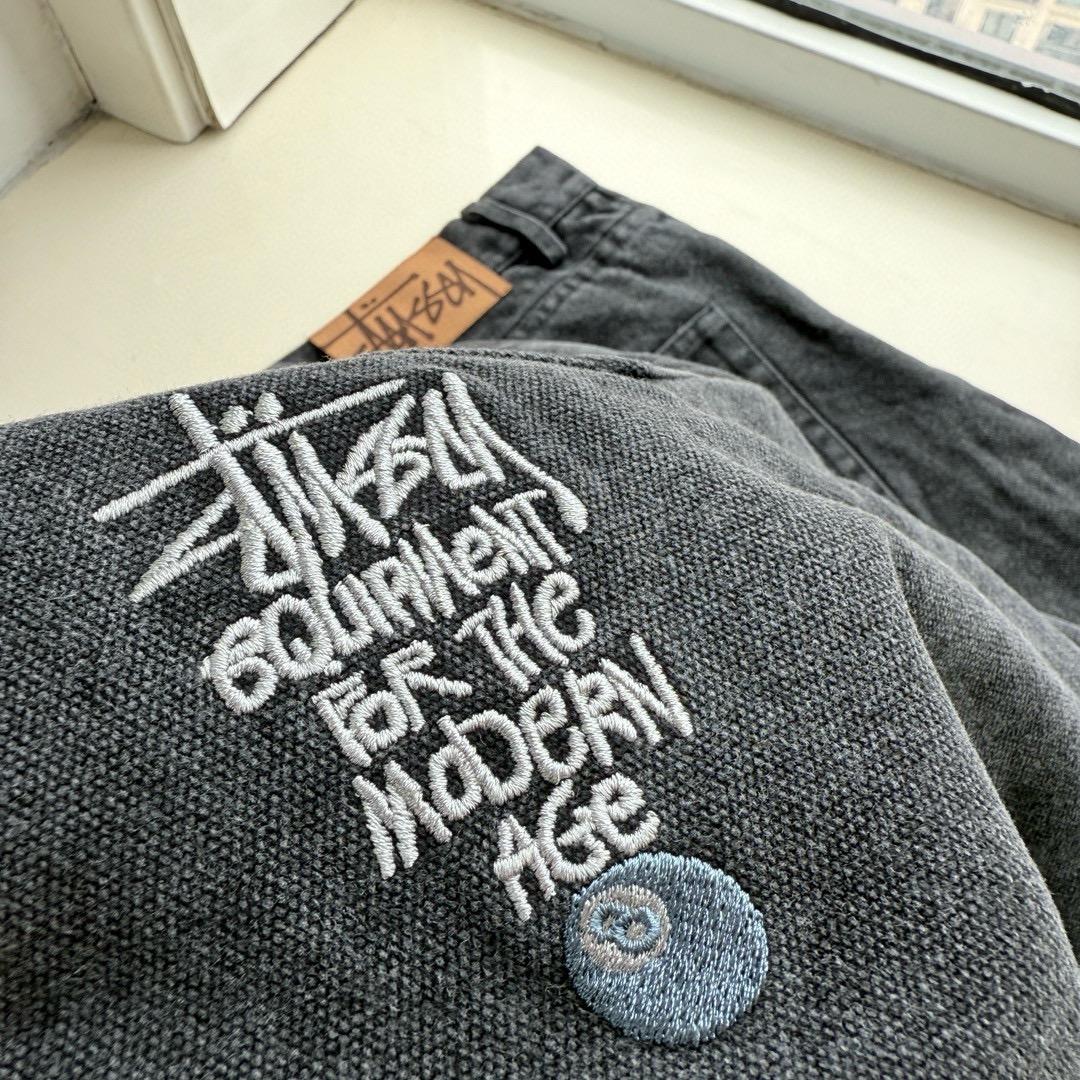 Stüssy
Stüssy
EQUIPMENT
FOR THE
MODERN
AGE
8